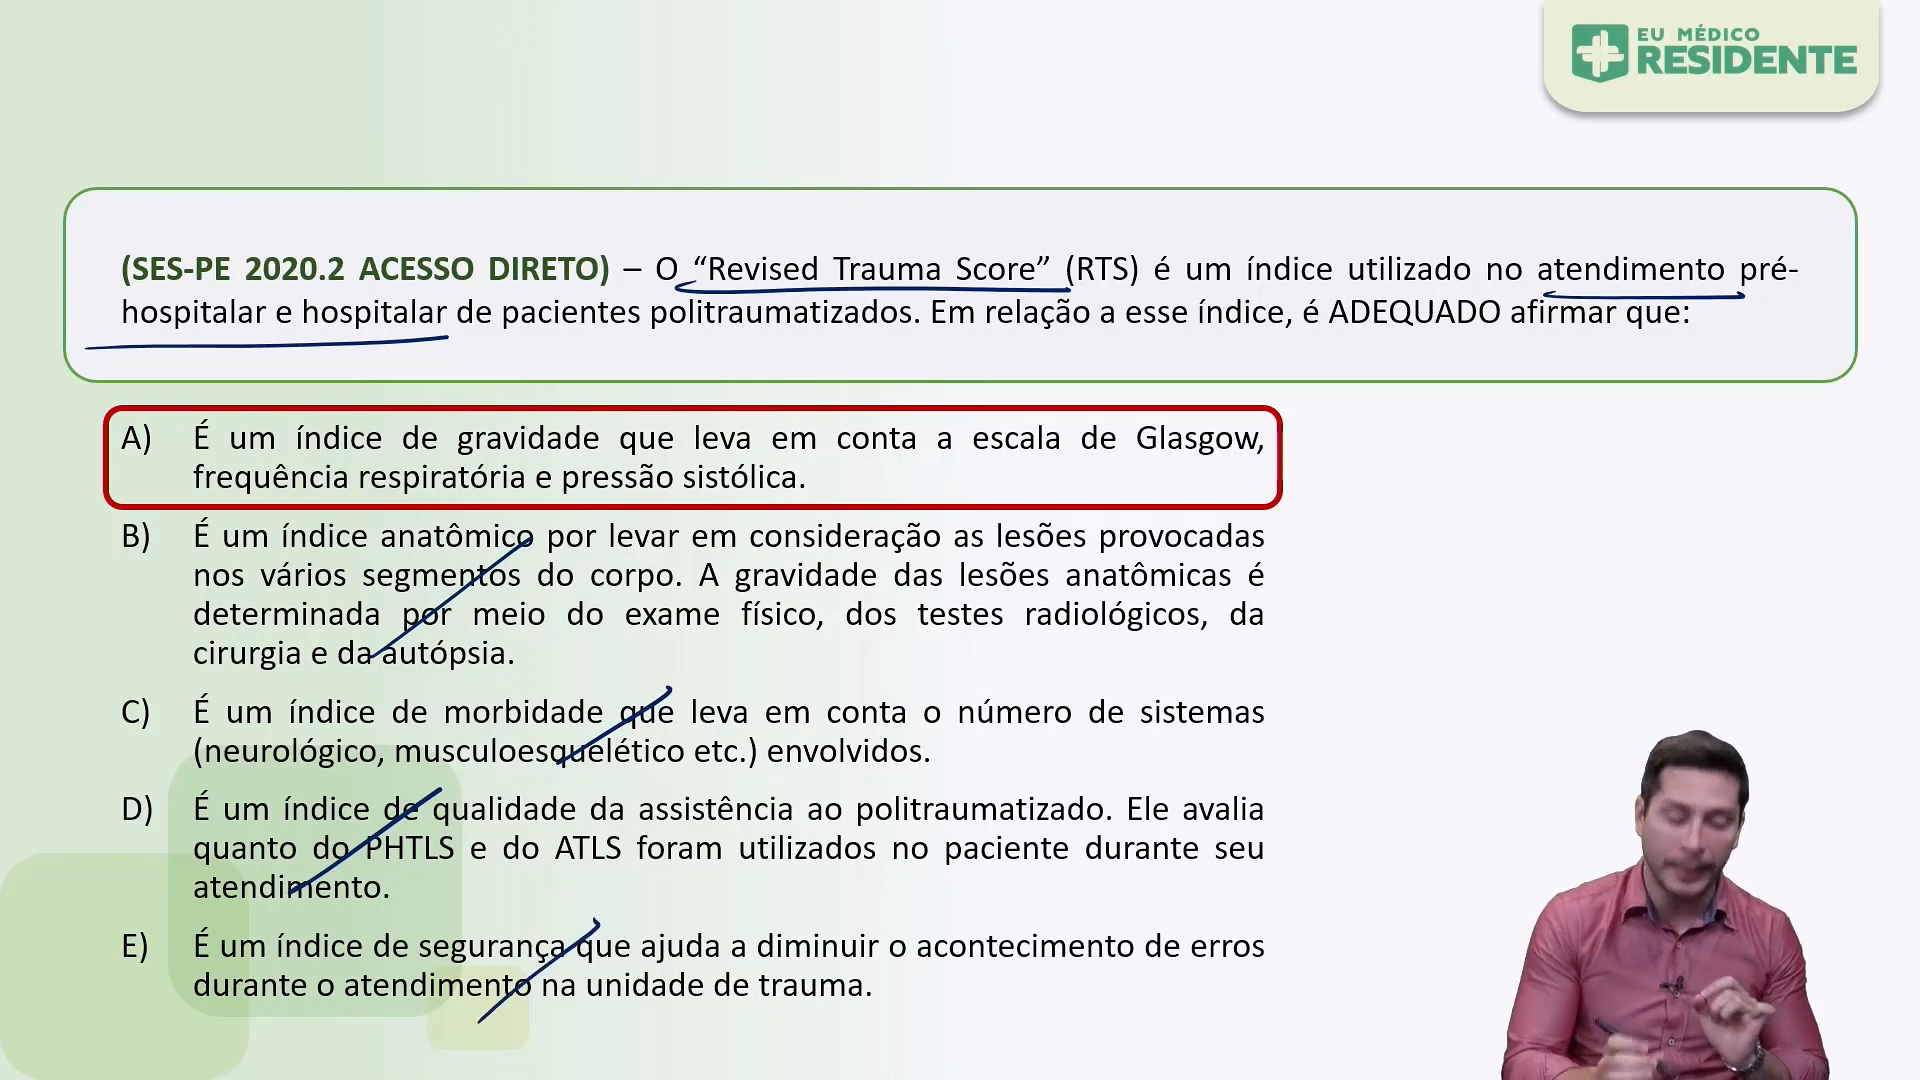 EU MÉDICO
RESIDENTE
(SES-PE 2020.2 ACESSO DIRETO) – O “Revised Trauma Score” (RTS) é um índice utilizado no atendimento pré-
hospitalar e hospitalar de pacientes politraumatizados. Em relação a esse índice, é ADEQUADO afirmar que:
A) É um índice de gravidade que leva em conta a escala de Glasgow,
frequência respiratória e pressão sistólica.
B) É um índice anatômico por levar em consideração as lesões provocadas
nos vários segmentos do corpo. A gravidade das lesões anatômicas é
determinada por meio do exame físico, dos testes radiológicos, da
cirurgia e da autópsia.
C) É um índice de morbidade que leva em conta o número de sistemas
(neurológico, musculoesquelético etc.) envolvidos.
D) É um índice de qualidade da assistência ao politraumatizado. Ele avalia
quanto do PHTLS e do ATLS foram utilizados no paciente durante seu
atendimento.
E) É um índice de segurança que ajuda a diminuir o acontecimento de erros
durante o atendimento na unidade de trauma.